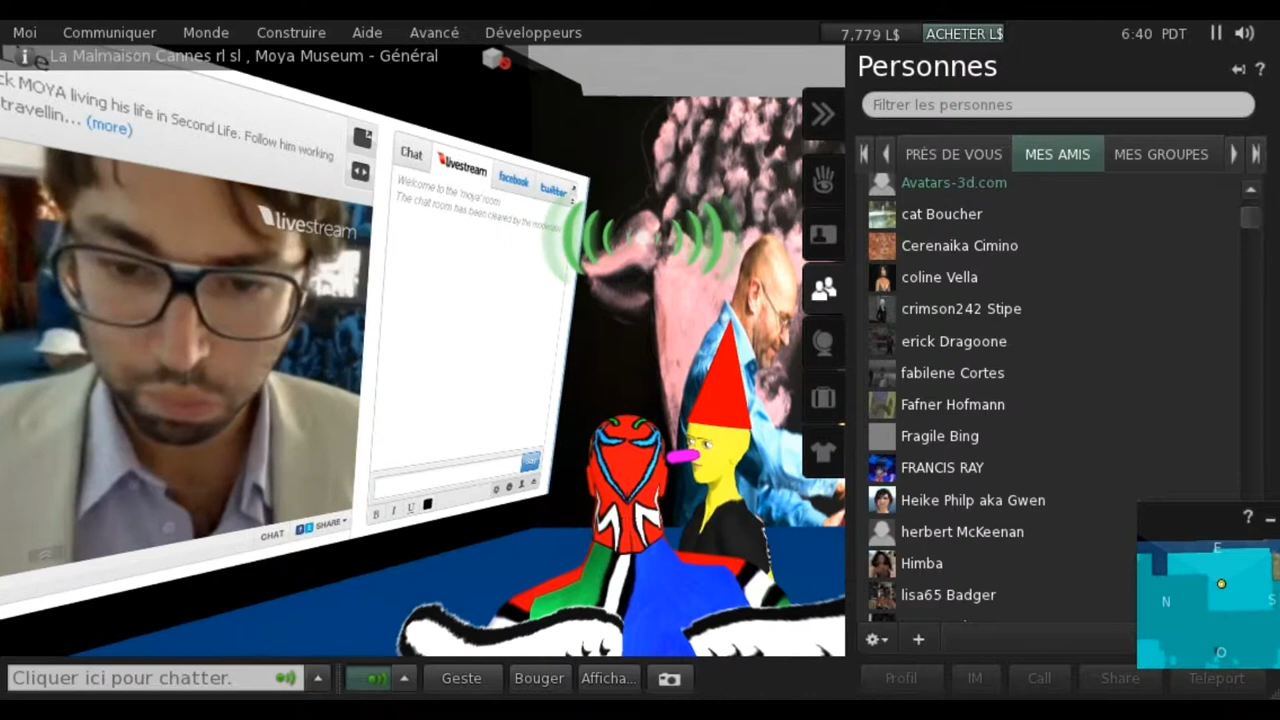 Moi Communiquer Monde Construire Aide Avancé Développeurs 7,779 L$ ACHETER L$ 6:40 PDT
La Malmaison Cannes rl sl , Moya Museum - Général
MOYA living his life in Second Life. Follow him working
travellin... (more)
livestream
CHAT SHARE
Chat livestream facebook twitter
Welcome to the 'moya' room
The chat room has been cleared by the
B I U
Personnes
?
Filtrer les personnes
PRÈS DE VOUS MES AMIS MES GROUPES
Avatars-3d.com
cat Boucher
Cerenaika Cimino
coline Vella
crimson242 Stipe
erick Dragoone
fabilene Cortes
Fafner Hofmann
Fragile Bing
FRANCIS RAY
Heike Philp aka Gwen
herbert McKeenan
Himba
lisa65 Badger
?
E
N S
O
Cliquer ici pour chatter. Geste Bouger Afficha... Profil IM Call Share Teleport